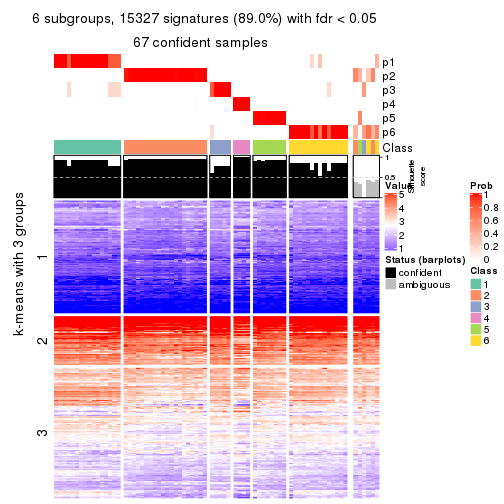 6 subgroups, 15327 signatures (89.0%) with fdr < 0.05
67 confident samples
p1
p2
p3
p4
p5
p6
Class
1
0.5
Silhouette
score
k-means with 3 groups
1
2
3
Value
5
4
3
2
1
Status (barplots)
confident
ambiguous
Prob
1
0.8
0.6
0.4
0.2
0
Class
1
2
3
4
5
6